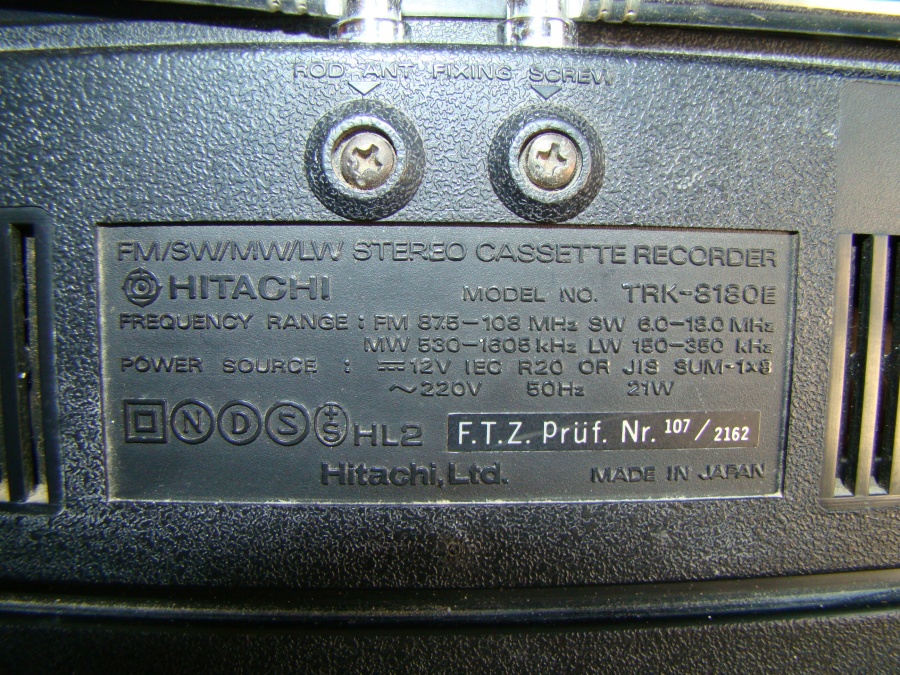 ROD ANT FIXING SCREW
FM/SW/MW/LW STEREO CASSETTE RECORDER
HITACHI MODEL NO. TRK-8180E
FREQUENCY RANGE : FM 87.5-108 MHz SW 6.0-18.0 MHz
MW 530-1605 kHz LW 150-350 kHz
POWER SOURCE : ⎓12V IEC R20 OR JIS SUM-1×8
~220V 50Hz 21W
N D S +S HL2 F.T.Z. Prüf. Nr. 107/2162
Hitachi, Ltd. MADE IN JAPAN